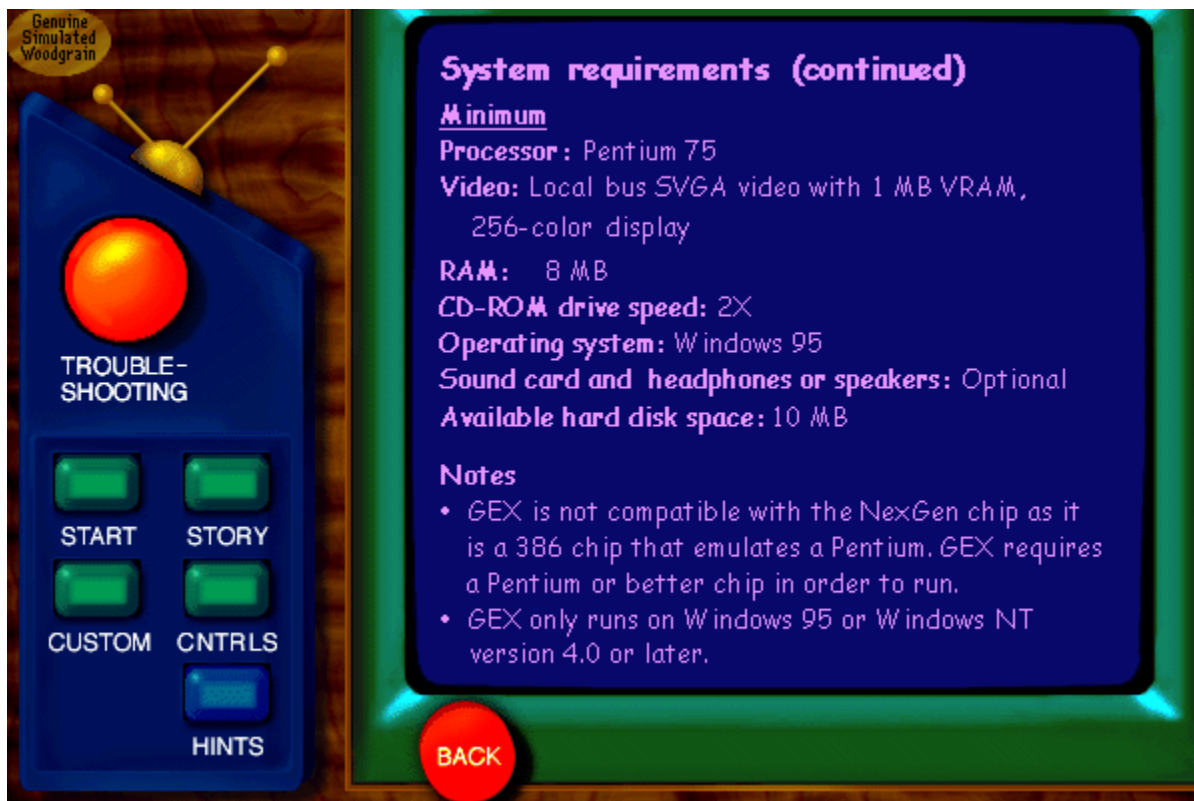 Genuine
Simulated
Woodgrain
System requirements (continued)
Minimum
Processor: Pentium 75
Video: Local bus SVGA video with 1 MB VRAM,
256-color display
RAM: 8 MB
CD-ROM drive speed: 2X
Operating system: Windows 95
Sound card and headphones or speakers: Optional
Available hard disk space: 10 MB
Notes
• GEX is not compatible with the NexGen chip as it
is a 386 chip that emulates a Pentium. GEX requires
a Pentium or better chip in order to run.
• GEX only runs on Windows 95 or Windows NT
version 4.0 or later.
TROUBLE-
SHOOTING
START STORY
CUSTOM CNTRLS
HINTS
BACK